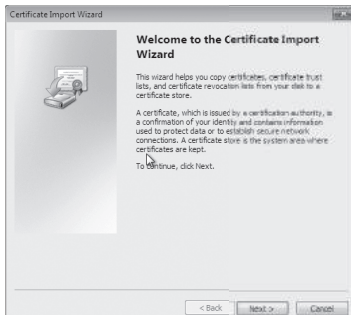 Certificate Import Wizard
Welcome to the Certificate Import
Wizard
This wizard helps you copy certificates, certificate trust
lists, and certificate revocation lists from your disk to a
certificate store.
A certificate, which is issued by a certification authority, is
a confirmation of your identity and contains information
used to protect data or to establish secure network
connections. A certificate store is the system area where
certificates are kept.
To continue, click Next.
< Back Next > Cancel